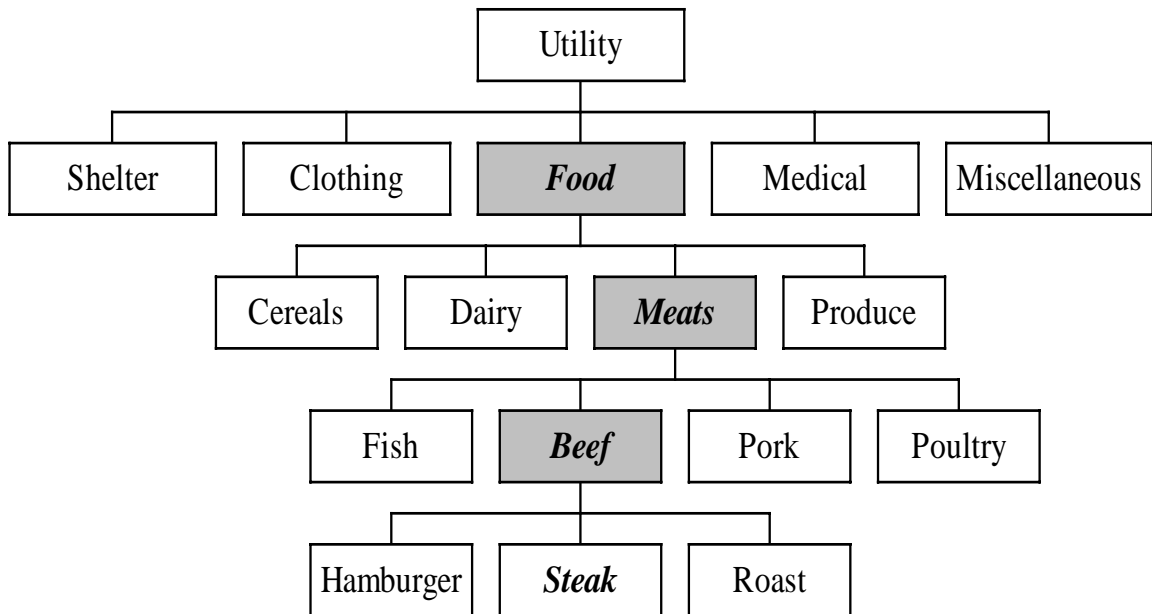 Utility
Shelter
Clothing
Food
Medical
Miscellaneous
Cereals
Dairy
Meats
Produce
Fish
Beef
Pork
Poultry
Hamburger
Steak
Roast